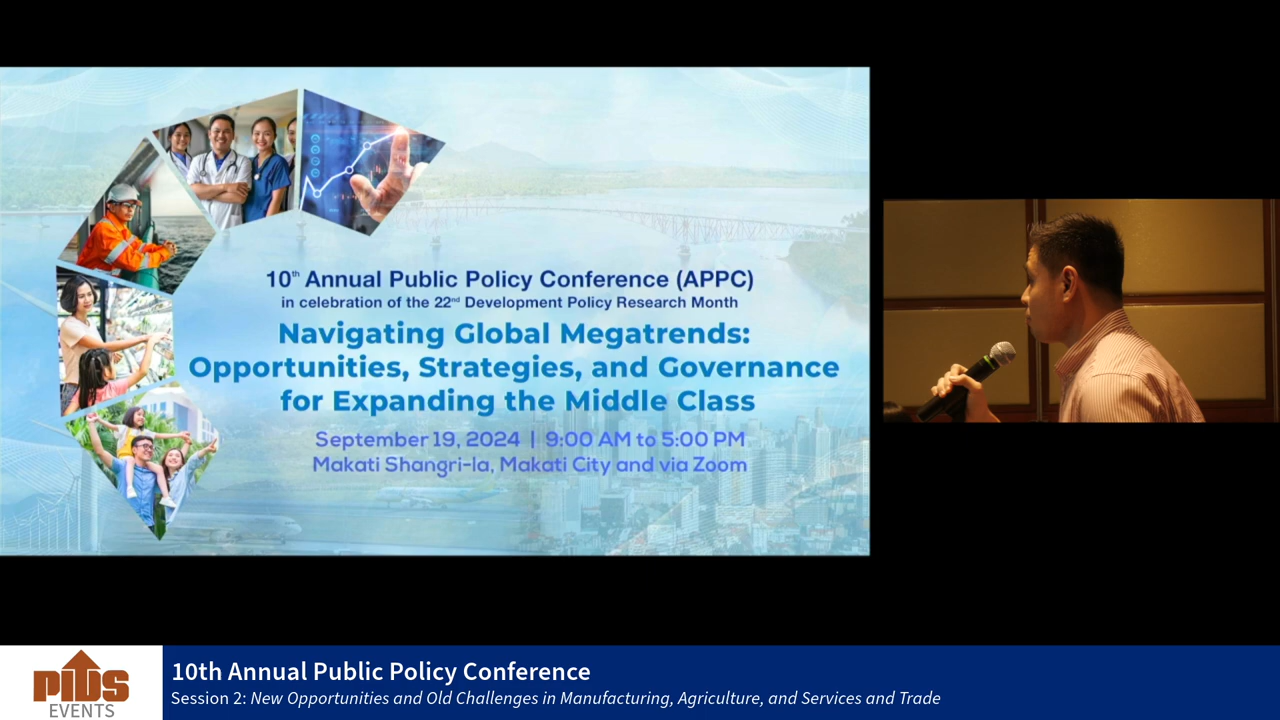 10th Annual Public Policy Conference (APPC)
in celebration of the 22nd Development Policy Research Month
Navigating Global Megatrends:
Opportunities, Strategies, and Governance
for Expanding the Middle Class
September 19, 2024 | 9:00 AM to 5:00 PM
Makati Shangri-la, Makati City and via Zoom
PIDS
EVENTS
10th Annual Public Policy Conference
Session 2: New Opportunities and Old Challenges in Manufacturing, Agriculture, and Services and Trade